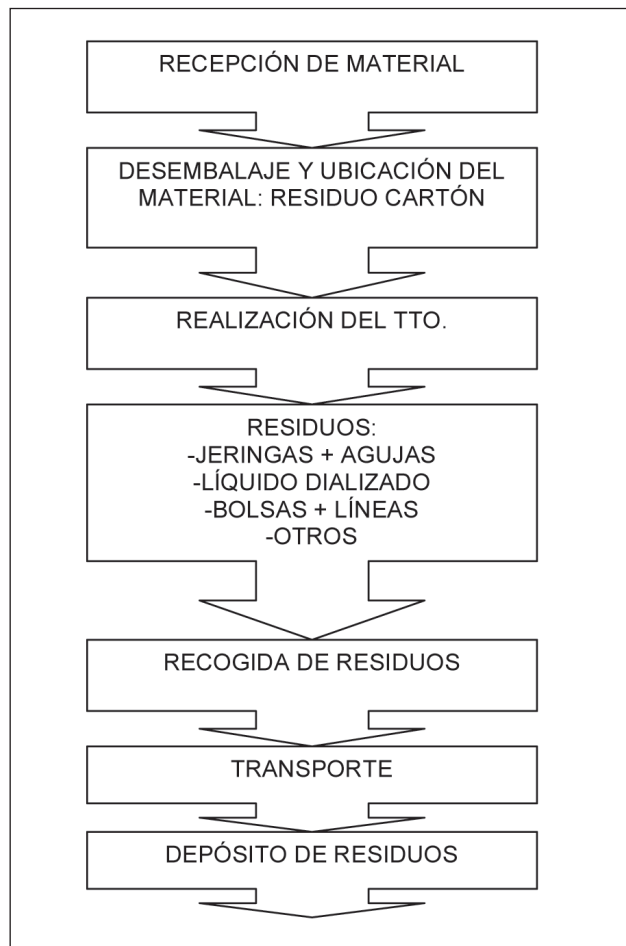 RECEPCIÓN DE MATERIAL
DESEMBALAJE Y UBICACIÓN DEL
MATERIAL: RESIDUO CARTÓN
REALIZACIÓN DEL TTO.
RESIDUOS:
-JERINGAS + AGUJAS
-LÍQUIDO DIALIZADO
-BOLSAS + LÍNEAS
-OTROS
RECOGIDA DE RESIDUOS
TRANSPORTE
DEPÓSITO DE RESIDUOS